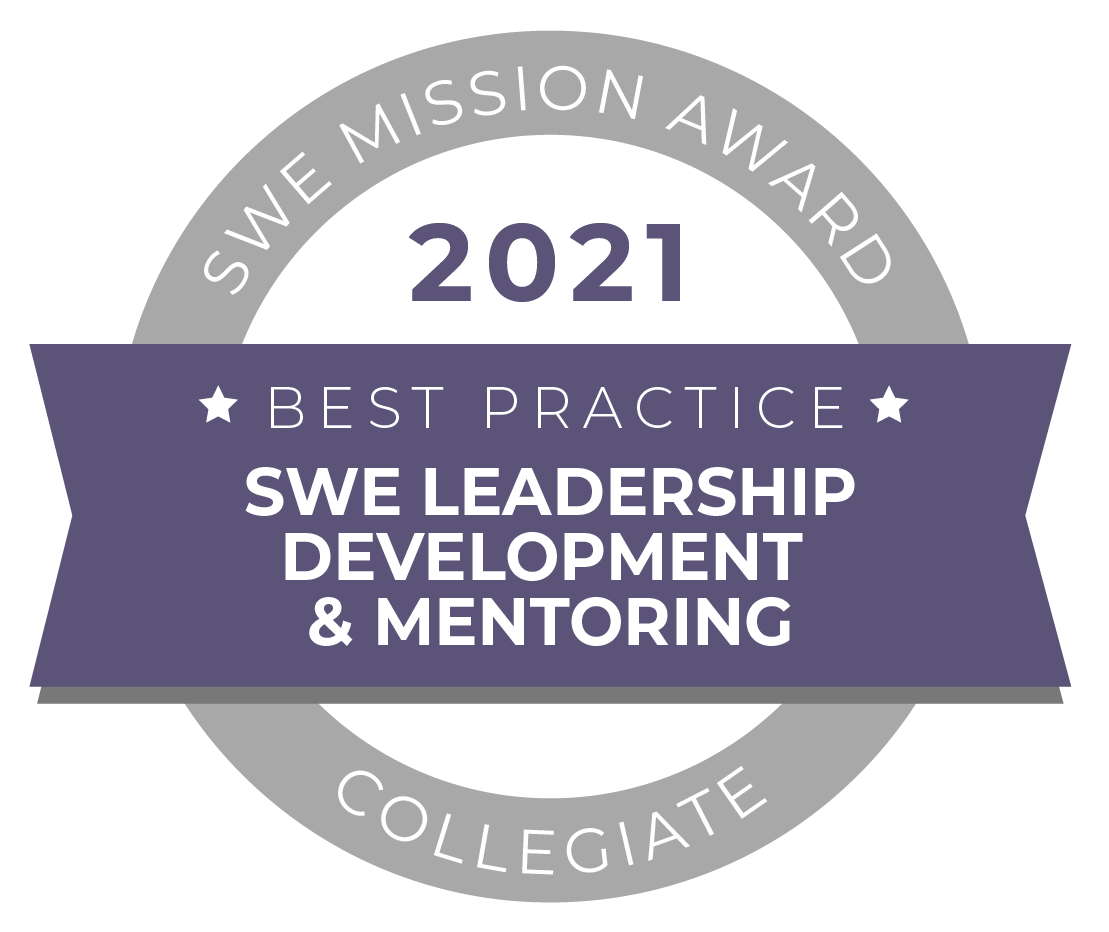 SWE MISSION AWARD
2021
BEST PRACTICE
SWE LEADERSHIP
DEVELOPMENT
& MENTORING
COLLEGIATE